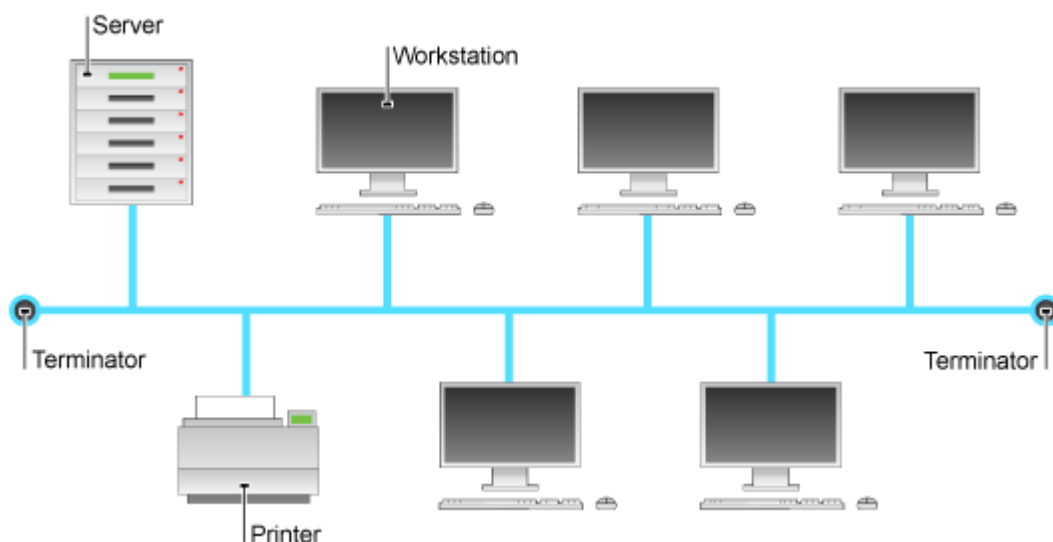 Server
Workstation
Terminator
Terminator
Printer